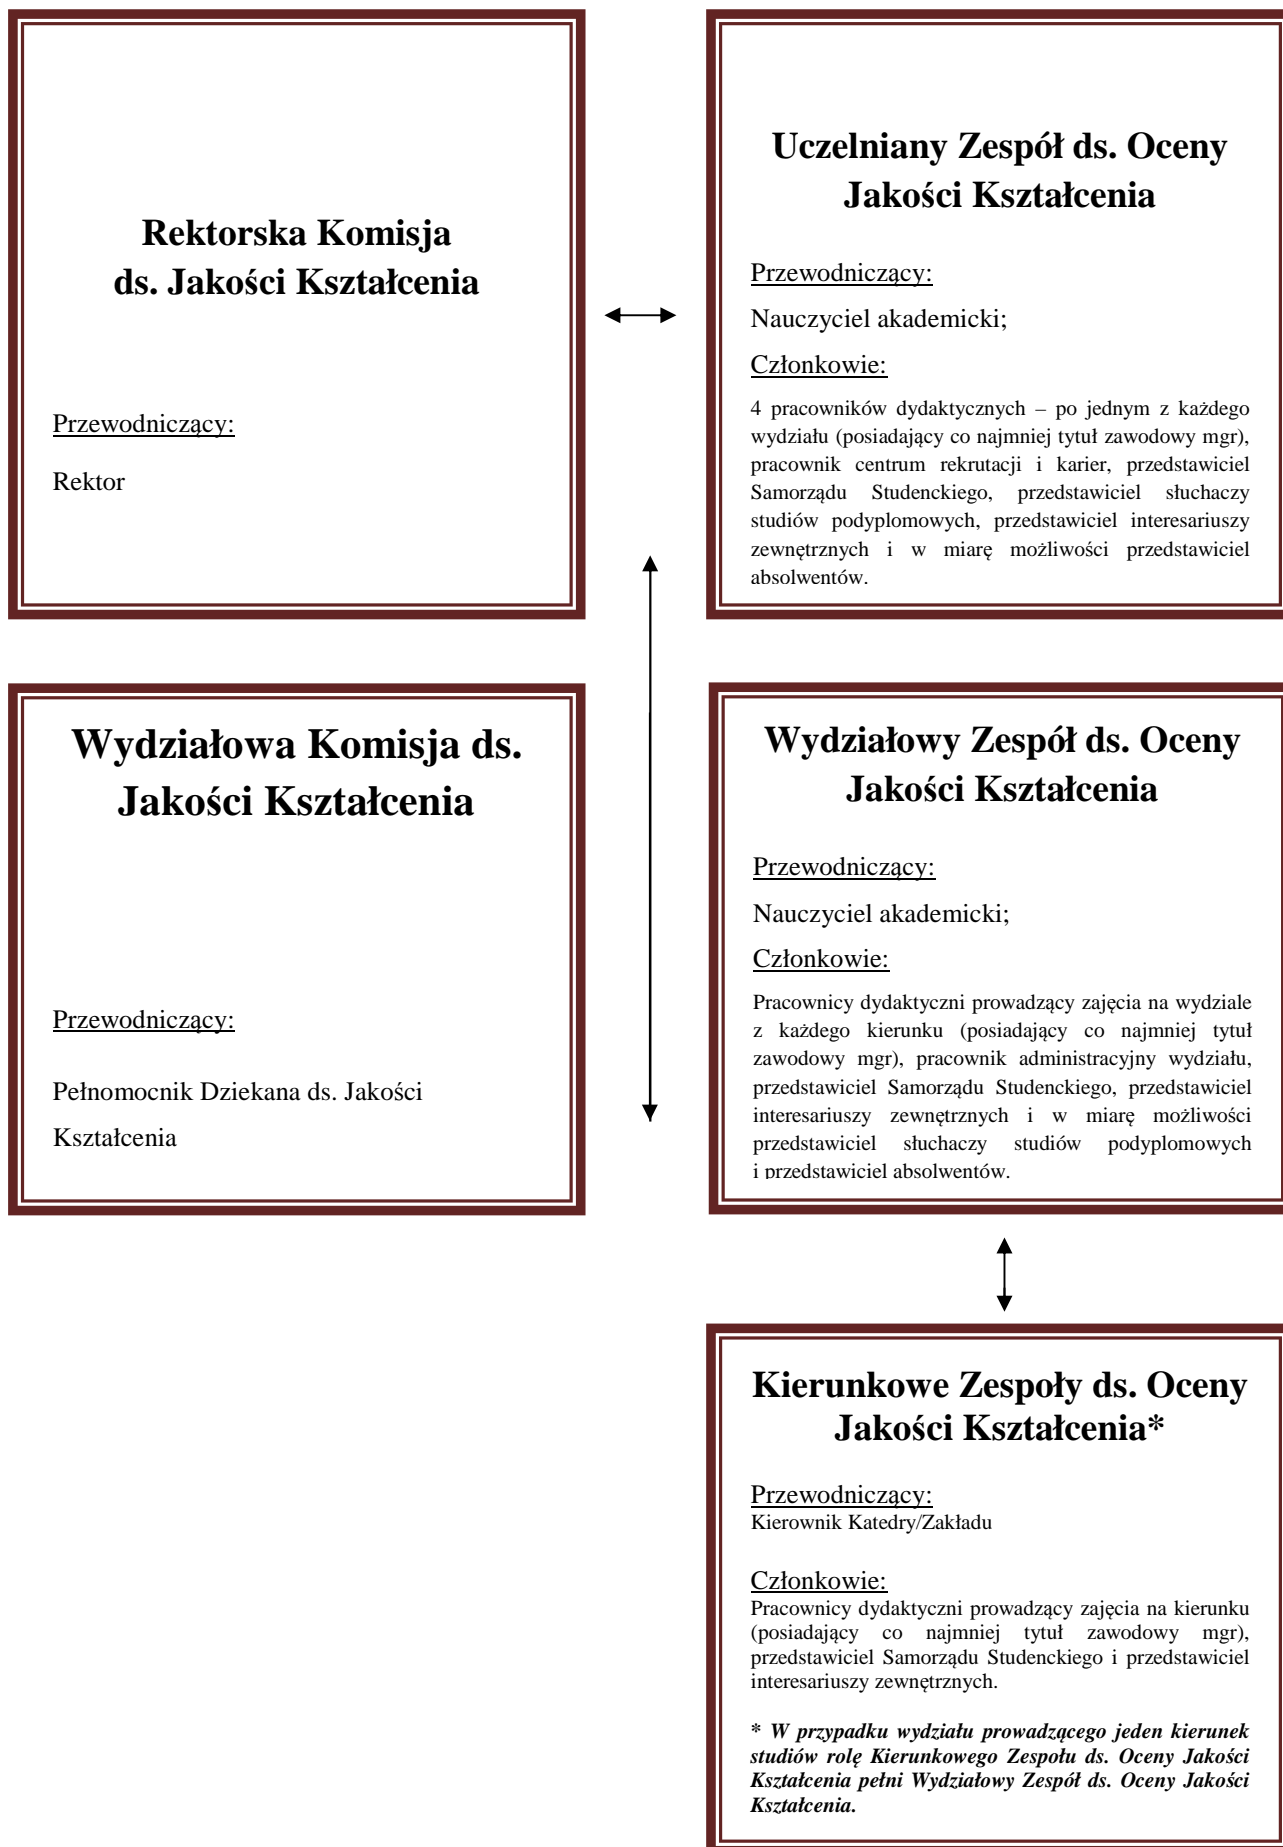 Rektorska Komisja
ds. Jakości Kształcenia
Przewodniczący:
Rektor
Uczelniany Zespół ds. Oceny
Jakości Kształcenia
Przewodniczący:
Nauczyciel akademicki;
Członkowie:
4 pracowników dydaktycznych – po jednym z każdego
wydziału (posiadający co najmniej tytuł zawodowy mgr),
pracownik centrum rekrutacji i karier, przedstawiciel
Samorządu Studenckiego, przedstawiciel słuchaczy
studiów podyplomowych, przedstawiciel interesariuszy
zewnętrznych i w miarę możliwości przedstawiciel
absolwentów.
Wydziałowa Komisja ds.
Jakości Kształcenia
Przewodniczący:
Pełnomocnik Dziekana ds. Jakości
Kształcenia
Wydziałowy Zespół ds. Oceny
Jakości Kształcenia
Przewodniczący:
Nauczyciel akademicki;
Członkowie:
Pracownicy dydaktyczni prowadzący zajęcia na wydziale
z każdego kierunku (posiadający co najmniej tytuł
zawodowy mgr), pracownik administracyjny wydziału,
przedstawiciel Samorządu Studenckiego, przedstawiciel
interesariuszy zewnętrznych i w miarę możliwości
przedstawiciel słuchaczy studiów podyplomowych
i przedstawiciel absolwentów.
Kierunkowe Zespoły ds. Oceny
Jakości Kształcenia*
Przewodniczący:
Kierownik Katedry/Zakładu
Członkowie:
Pracownicy dydaktyczni prowadzący zajęcia na kierunku
(posiadający co najmniej tytuł zawodowy mgr),
przedstawiciel Samorządu Studenckiego i przedstawiciel
interesariuszy zewnętrznych.
* W przypadku wydziału prowadzącego jeden kierunek
studiów rolę Kierunkowego Zespołu ds. Oceny Jakości
Kształcenia pełni Wydziałowy Zespół ds. Oceny Jakości
Kształcenia.